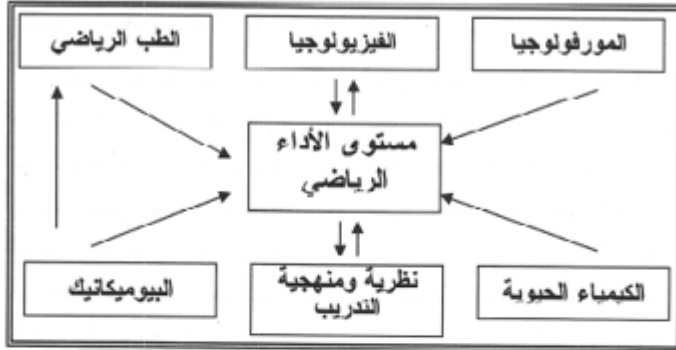 المورفولوجيا
الفيزيولوجيا
الطب الرياضي
مستوى الأداء
الرياضي
الكيمياء الحيوية
نظرية ومنهجية
التدريب
البيوميكانيك